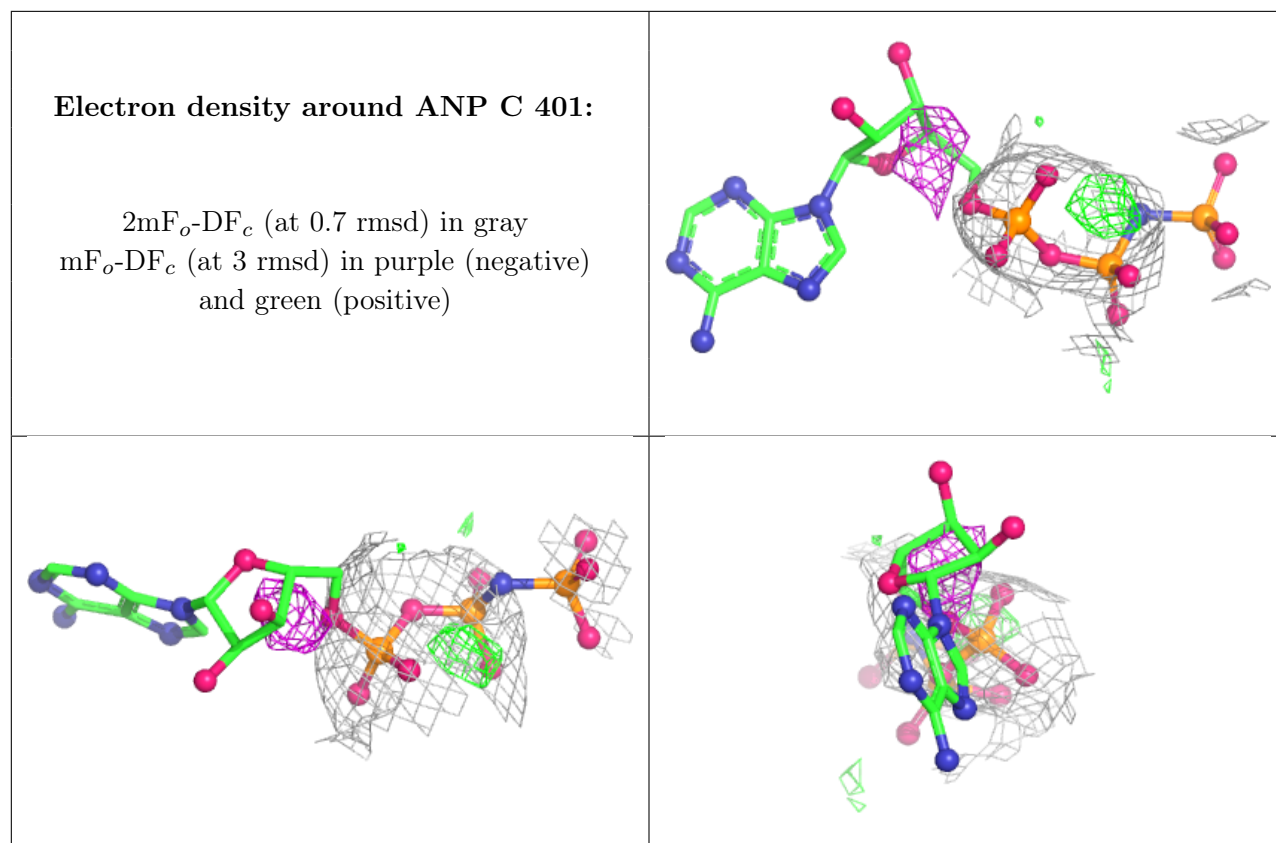 Electron density around ANP C 401:
2mFo-DFc (at 0.7 rmsd) in gray
mFo-DFc (at 3 rmsd) in purple (negative)
and green (positive)